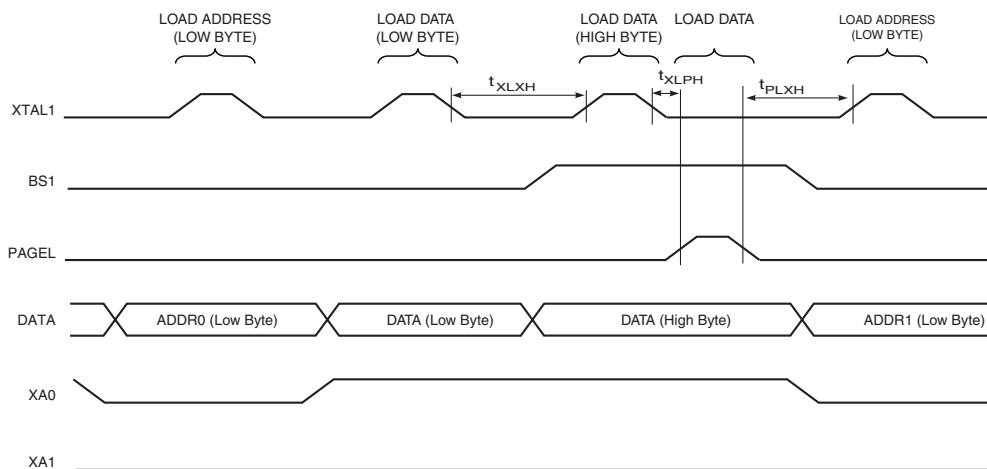 LOAD ADDRESS
(LOW BYTE)
LOAD DATA
(LOW BYTE)
LOAD DATA
(HIGH BYTE)
LOAD DATA
LOAD ADDRESS
(LOW BYTE)
XTAL1
tXLXH
tXLPH
tPLXH
BS1
PAGEL
DATA
ADDR0 (Low Byte)
DATA (Low Byte)
DATA (High Byte)
ADDR1 (Low Byte)
XA0
XA1